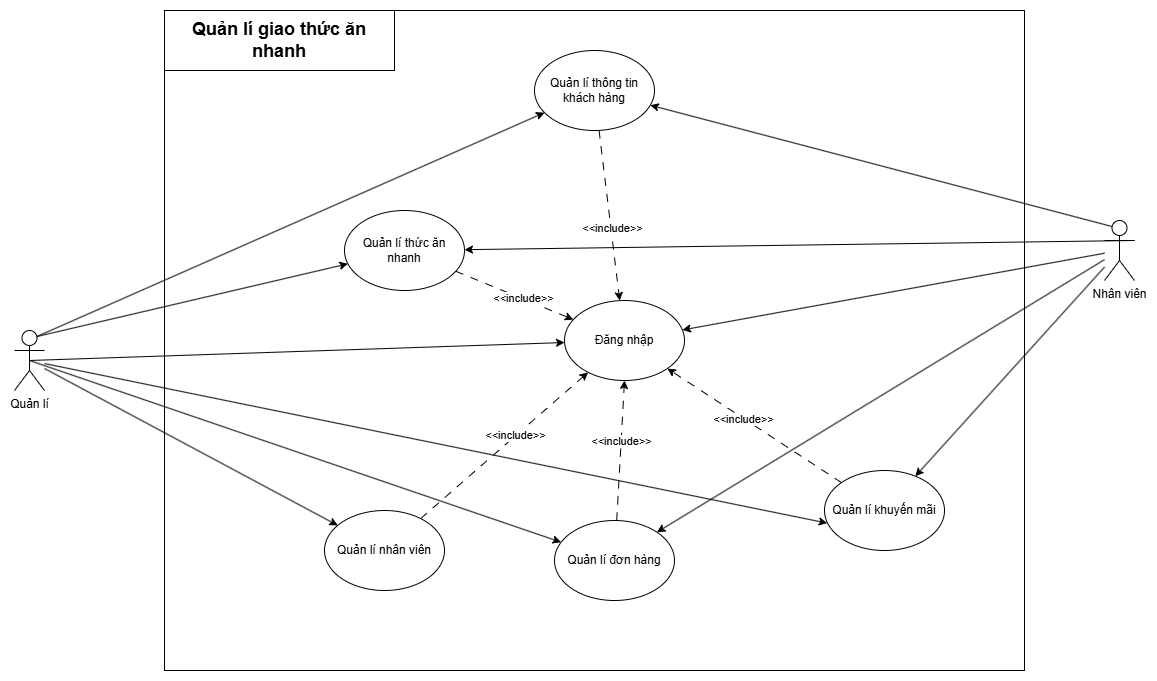 Quản lí giao thức ăn
nhanh
Quản lí thông tin
khách hàng
<<include>>
Quản lí thức ăn
nhanh
<<include>>
Nhân viên
Đăng nhập
Quản lí
<<include>>
<<include>>
<<include>>
Quản lí khuyến mãi
Quản lí nhân viên
Quản lí đơn hàng